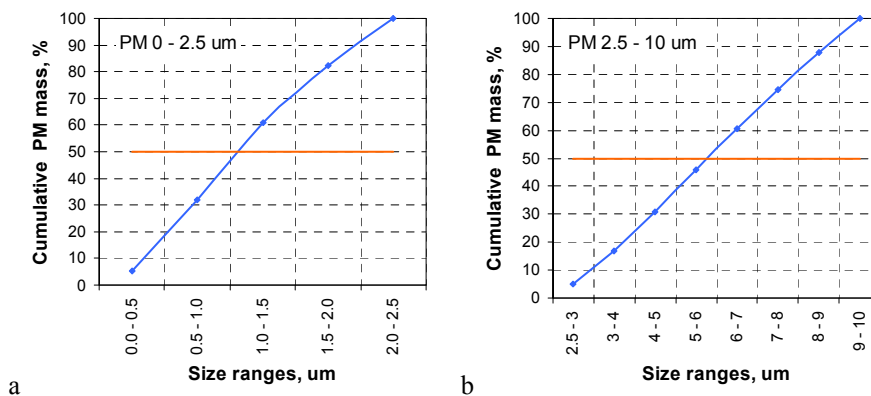 PM 0 - 2.5 um
Cumulative PM mass, %
100
90
80
70
60
50
40
30
20
10
0
0.0 - 0.5
0.5 - 1.0
1.0 - 1.5
1.5 - 2.0
2.0 - 2.5
Size ranges, um
a
PM 2.5 - 10 um
Cumulative PM mass, %
100
90
80
70
60
50
40
30
20
10
0
2.5 - 3
3 - 4
4 - 5
5 - 6
6 - 7
7 - 8
8 - 9
9 - 10
Size ranges, um
b